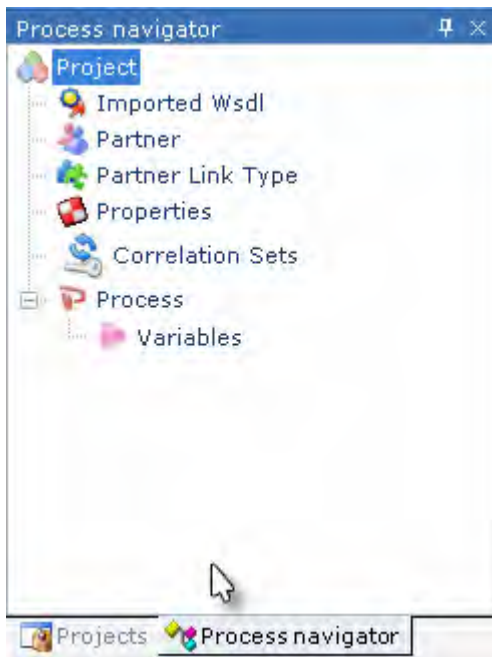 Process navigator
Project
Imported Wsdl
Partner
Partner Link Type
Properties
Correlation Sets
Process
Variables
Projects Process navigator